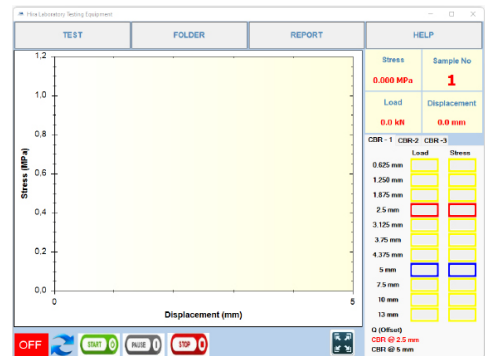 Hira Laboratory Testing Equipment
TEST FOLDER REPORT HELP
Stress Sample No
0.000 MPa 1
Load Displacement
0.0 kN 0.0 mm
CBR - 1 CBR-2 CBR -3
Load Stress
0.625 mm
1.250 mm
1.875 mm
2.5 mm
3.125 mm
3.75 mm
4.375 mm
5 mm
7.5 mm
10 mm
13 mm
Q (Offset)
CBR @ 2.5 mm
CBR @ 5 mm
1,2
1,0
0,8
0,6
0,4
0,2
0,0
Stress (MPa)
0 5
Displacement (mm)
OFF START PAUSE STOP